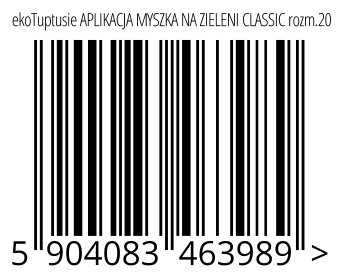 ekoTuptusie APLIKACJA MYSZKA NA ZIELENI CLASSIC rozm.20
5 904083 463989 >